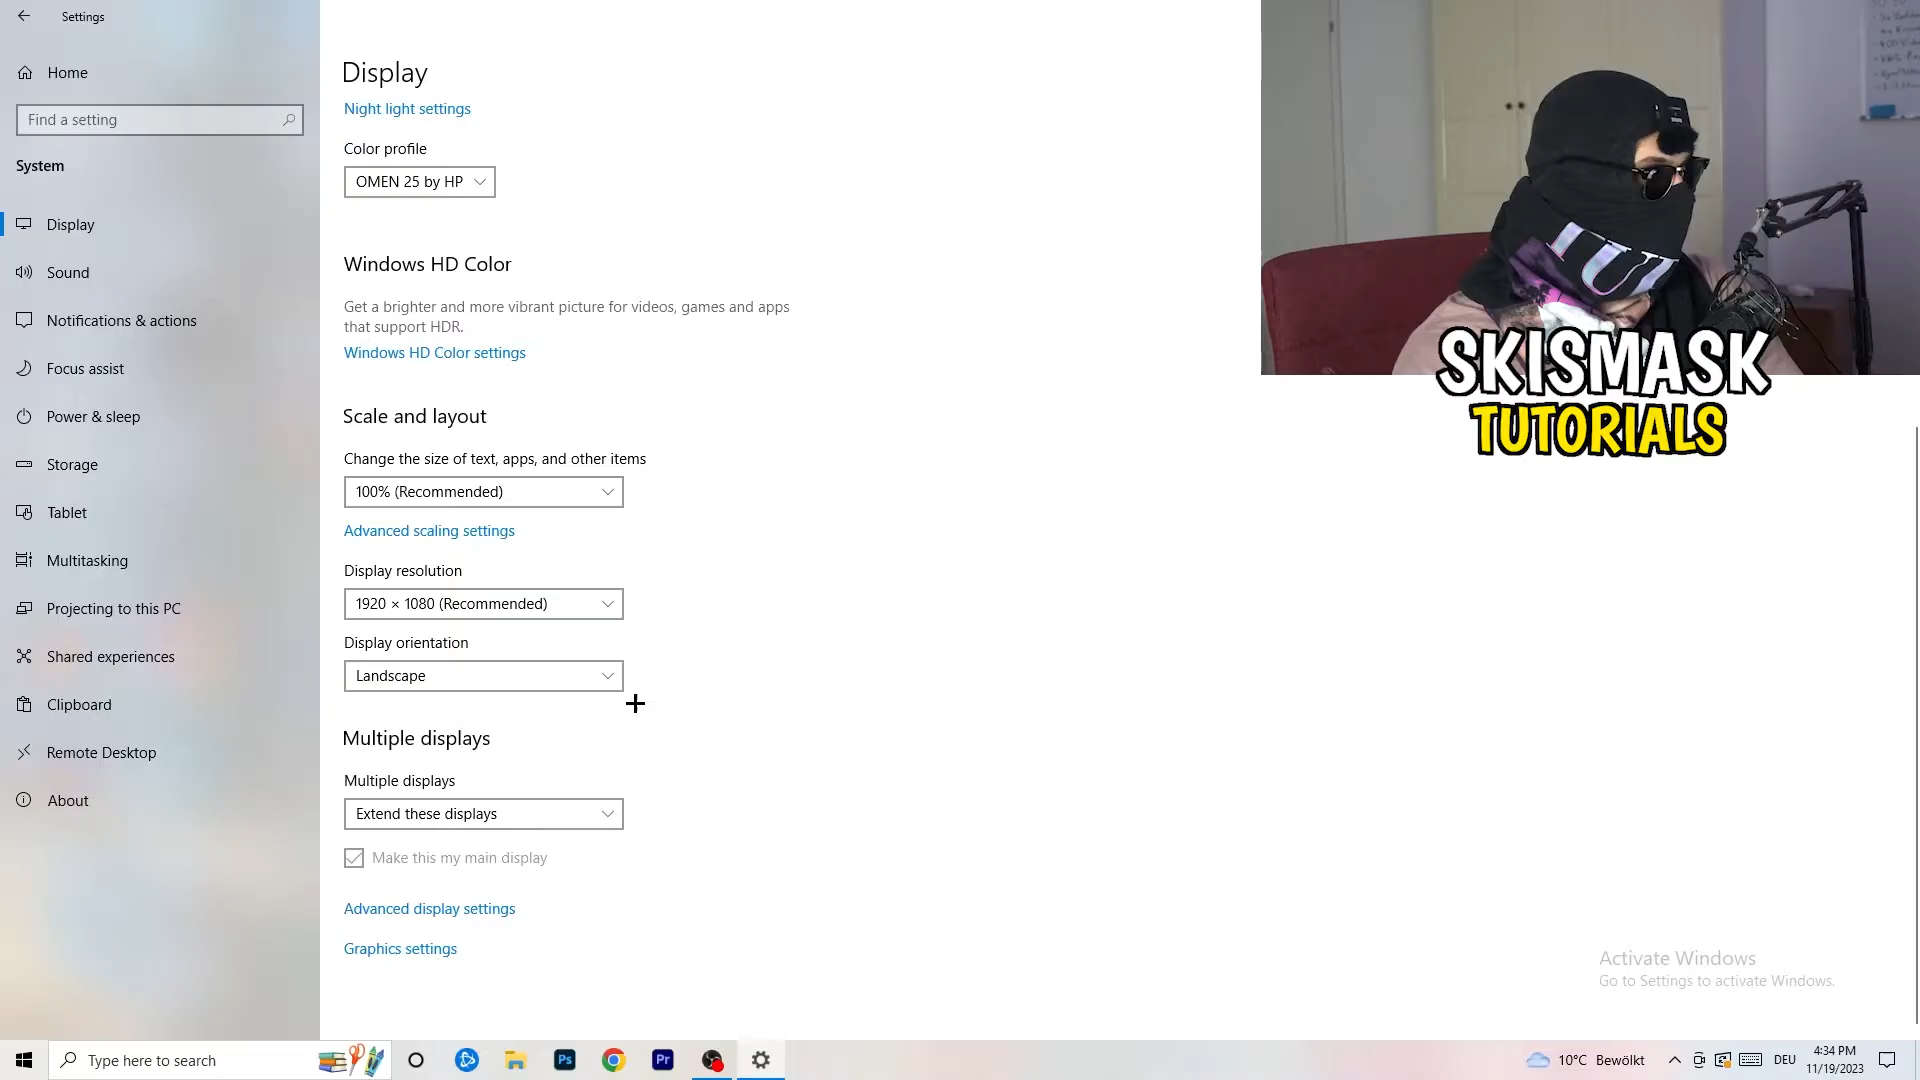 Settings
Home
Find a setting
System
Display
Sound
Notifications & actions
Focus assist
Power & sleep
Storage
Tablet
Multitasking
Projecting to this PC
Shared experiences
Clipboard
Remote Desktop
About
Display
Night light settings
Color profile
OMEN 25 by HP
Windows HD Color
Get a brighter and more vibrant picture for videos, games and apps
that support HDR.
Windows HD Color settings
Scale and layout
Change the size of text, apps, and other items
100% (Recommended)
Advanced scaling settings
Display resolution
1920 × 1080 (Recommended)
Display orientation
Landscape
Multiple displays
Multiple displays
Extend these displays
Make this my main display
Advanced display settings
Graphics settings
SKISMASK
TUTORIALS
Activate Windows
Go to Settings to activate Windows.
Type here to search
Ps
Pr
10°C Bewölkt
DEU
4:34 PM
11/19/2023